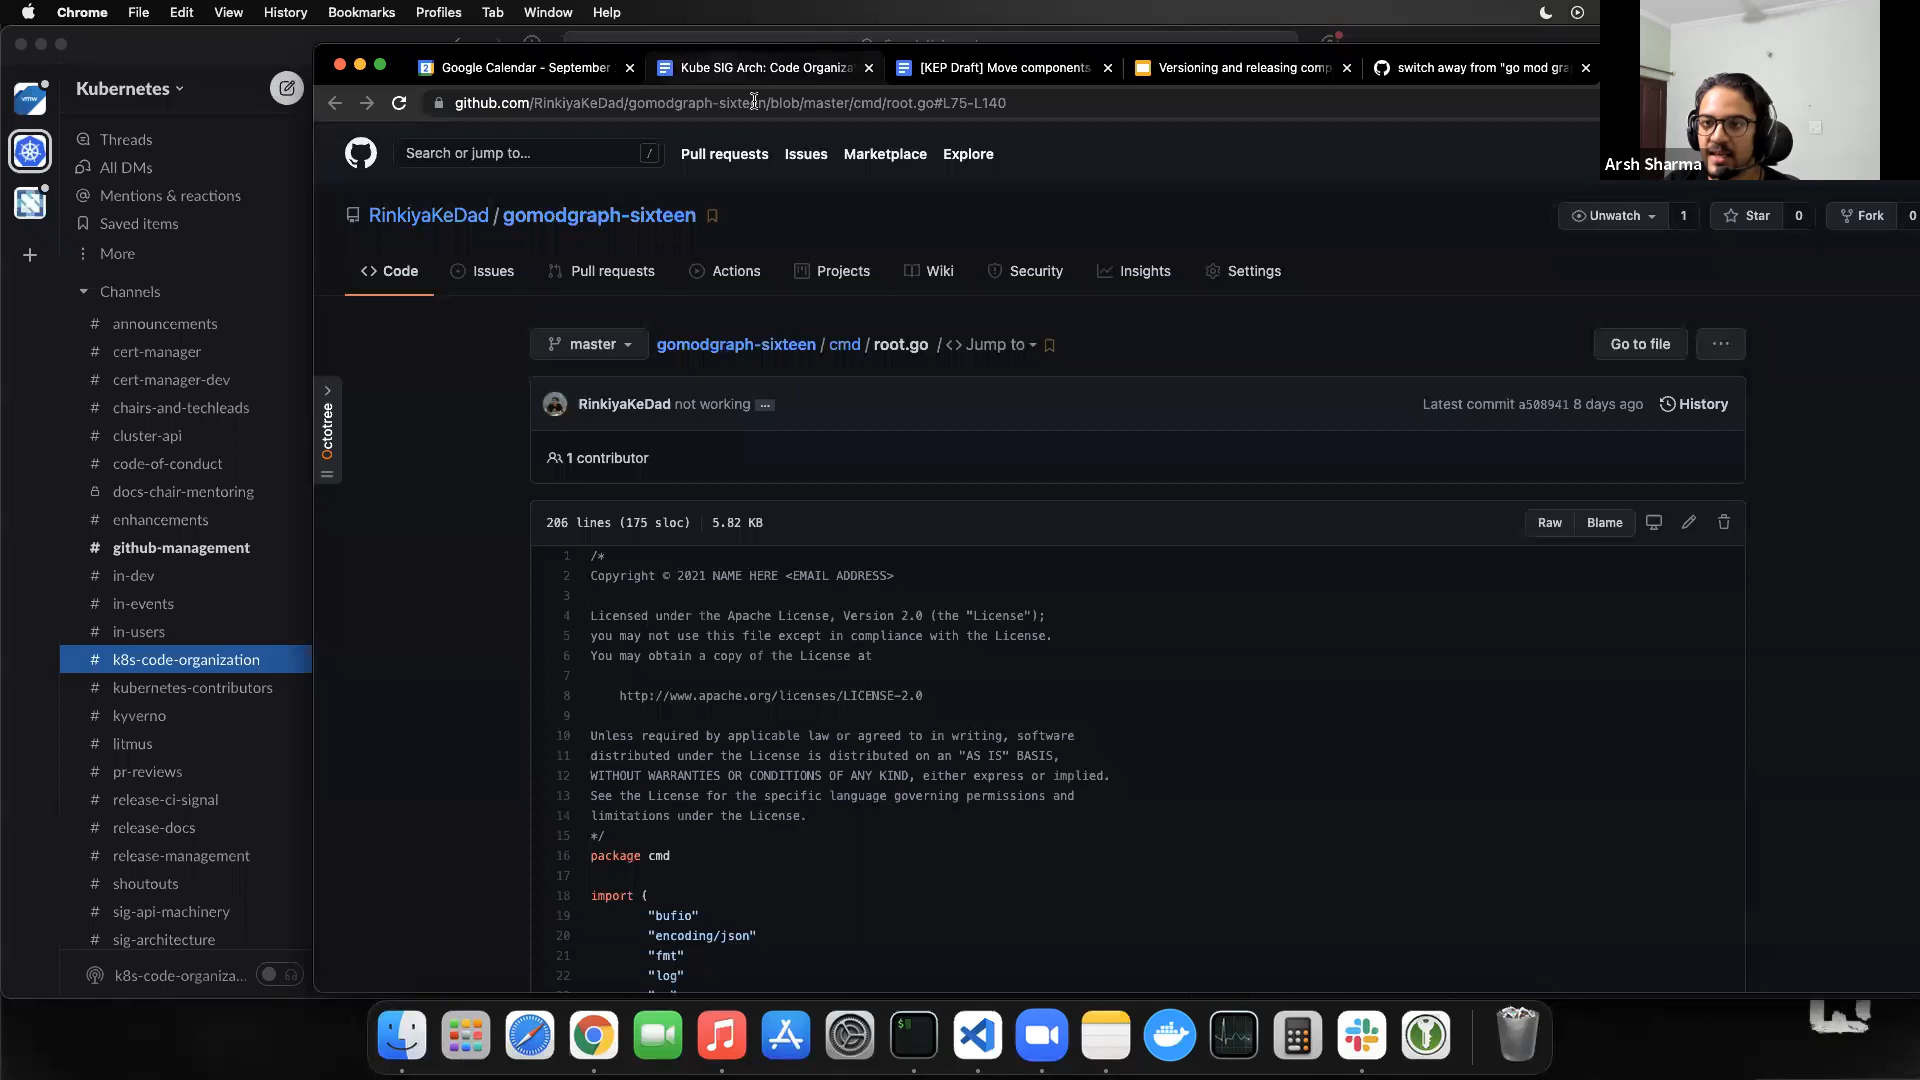 Chrome File Edit View History Bookmarks Profiles Tab Window Help
Kubernetes
Threads
All DMs
Mentions & reactions
Saved items
More
Channels
# announcements
# cert-manager
# cert-manager-dev
# chairs-and-techleads
# cluster-api
# code-of-conduct
docs-chair-mentoring
# enhancements
# github-management
# in-dev
# in-events
# in-users
# k8s-code-organization
# kubernetes-contributors
# kyverno
# litmus
# pr-reviews
# release-ci-signal
# release-docs
# release-management
# shoutouts
# sig-api-machinery
# sig-architecture
k8s-code-organiza...
Google Calendar - September
Kube SIG Arch: Code Organiza
[KEP Draft] Move components
Versioning and releasing comp
switch away from "go mod gra
github.com/RinkiyaKeDad/gomodgraph-sixteen/blob/master/cmd/root.go#L75-L140
Arsh Sharma
Search or jump to... /
Pull requests Issues Marketplace Explore
RinkiyaKeDad / gomodgraph-sixteen
Unwatch 1 Star 0 Fork 0
<> Code Issues Pull requests Actions Projects Wiki Security Insights Settings
master gomodgraph-sixteen / cmd / root.go / <> Jump to
Go to file ...
Octotree
RinkiyaKeDad not working ...
Latest commit a508941 8 days ago History
1 contributor
206 lines (175 sloc) | 5.82 KB
Raw Blame
1 /*
2 Copyright © 2021 NAME HERE <EMAIL ADDRESS>
3
4 Licensed under the Apache License, Version 2.0 (the "License");
5 you may not use this file except in compliance with the License.
6 You may obtain a copy of the License at
7
8 http://www.apache.org/licenses/LICENSE-2.0
9
10 Unless required by applicable law or agreed to in writing, software
11 distributed under the License is distributed on an "AS IS" BASIS,
12 WITHOUT WARRANTIES OR CONDITIONS OF ANY KIND, either express or implied.
13 See the License for the specific language governing permissions and
14 limitations under the License.
15 */
16 package cmd
17
18 import (
19 "bufio"
20 "encoding/json"
21 "fmt"
22 "log"